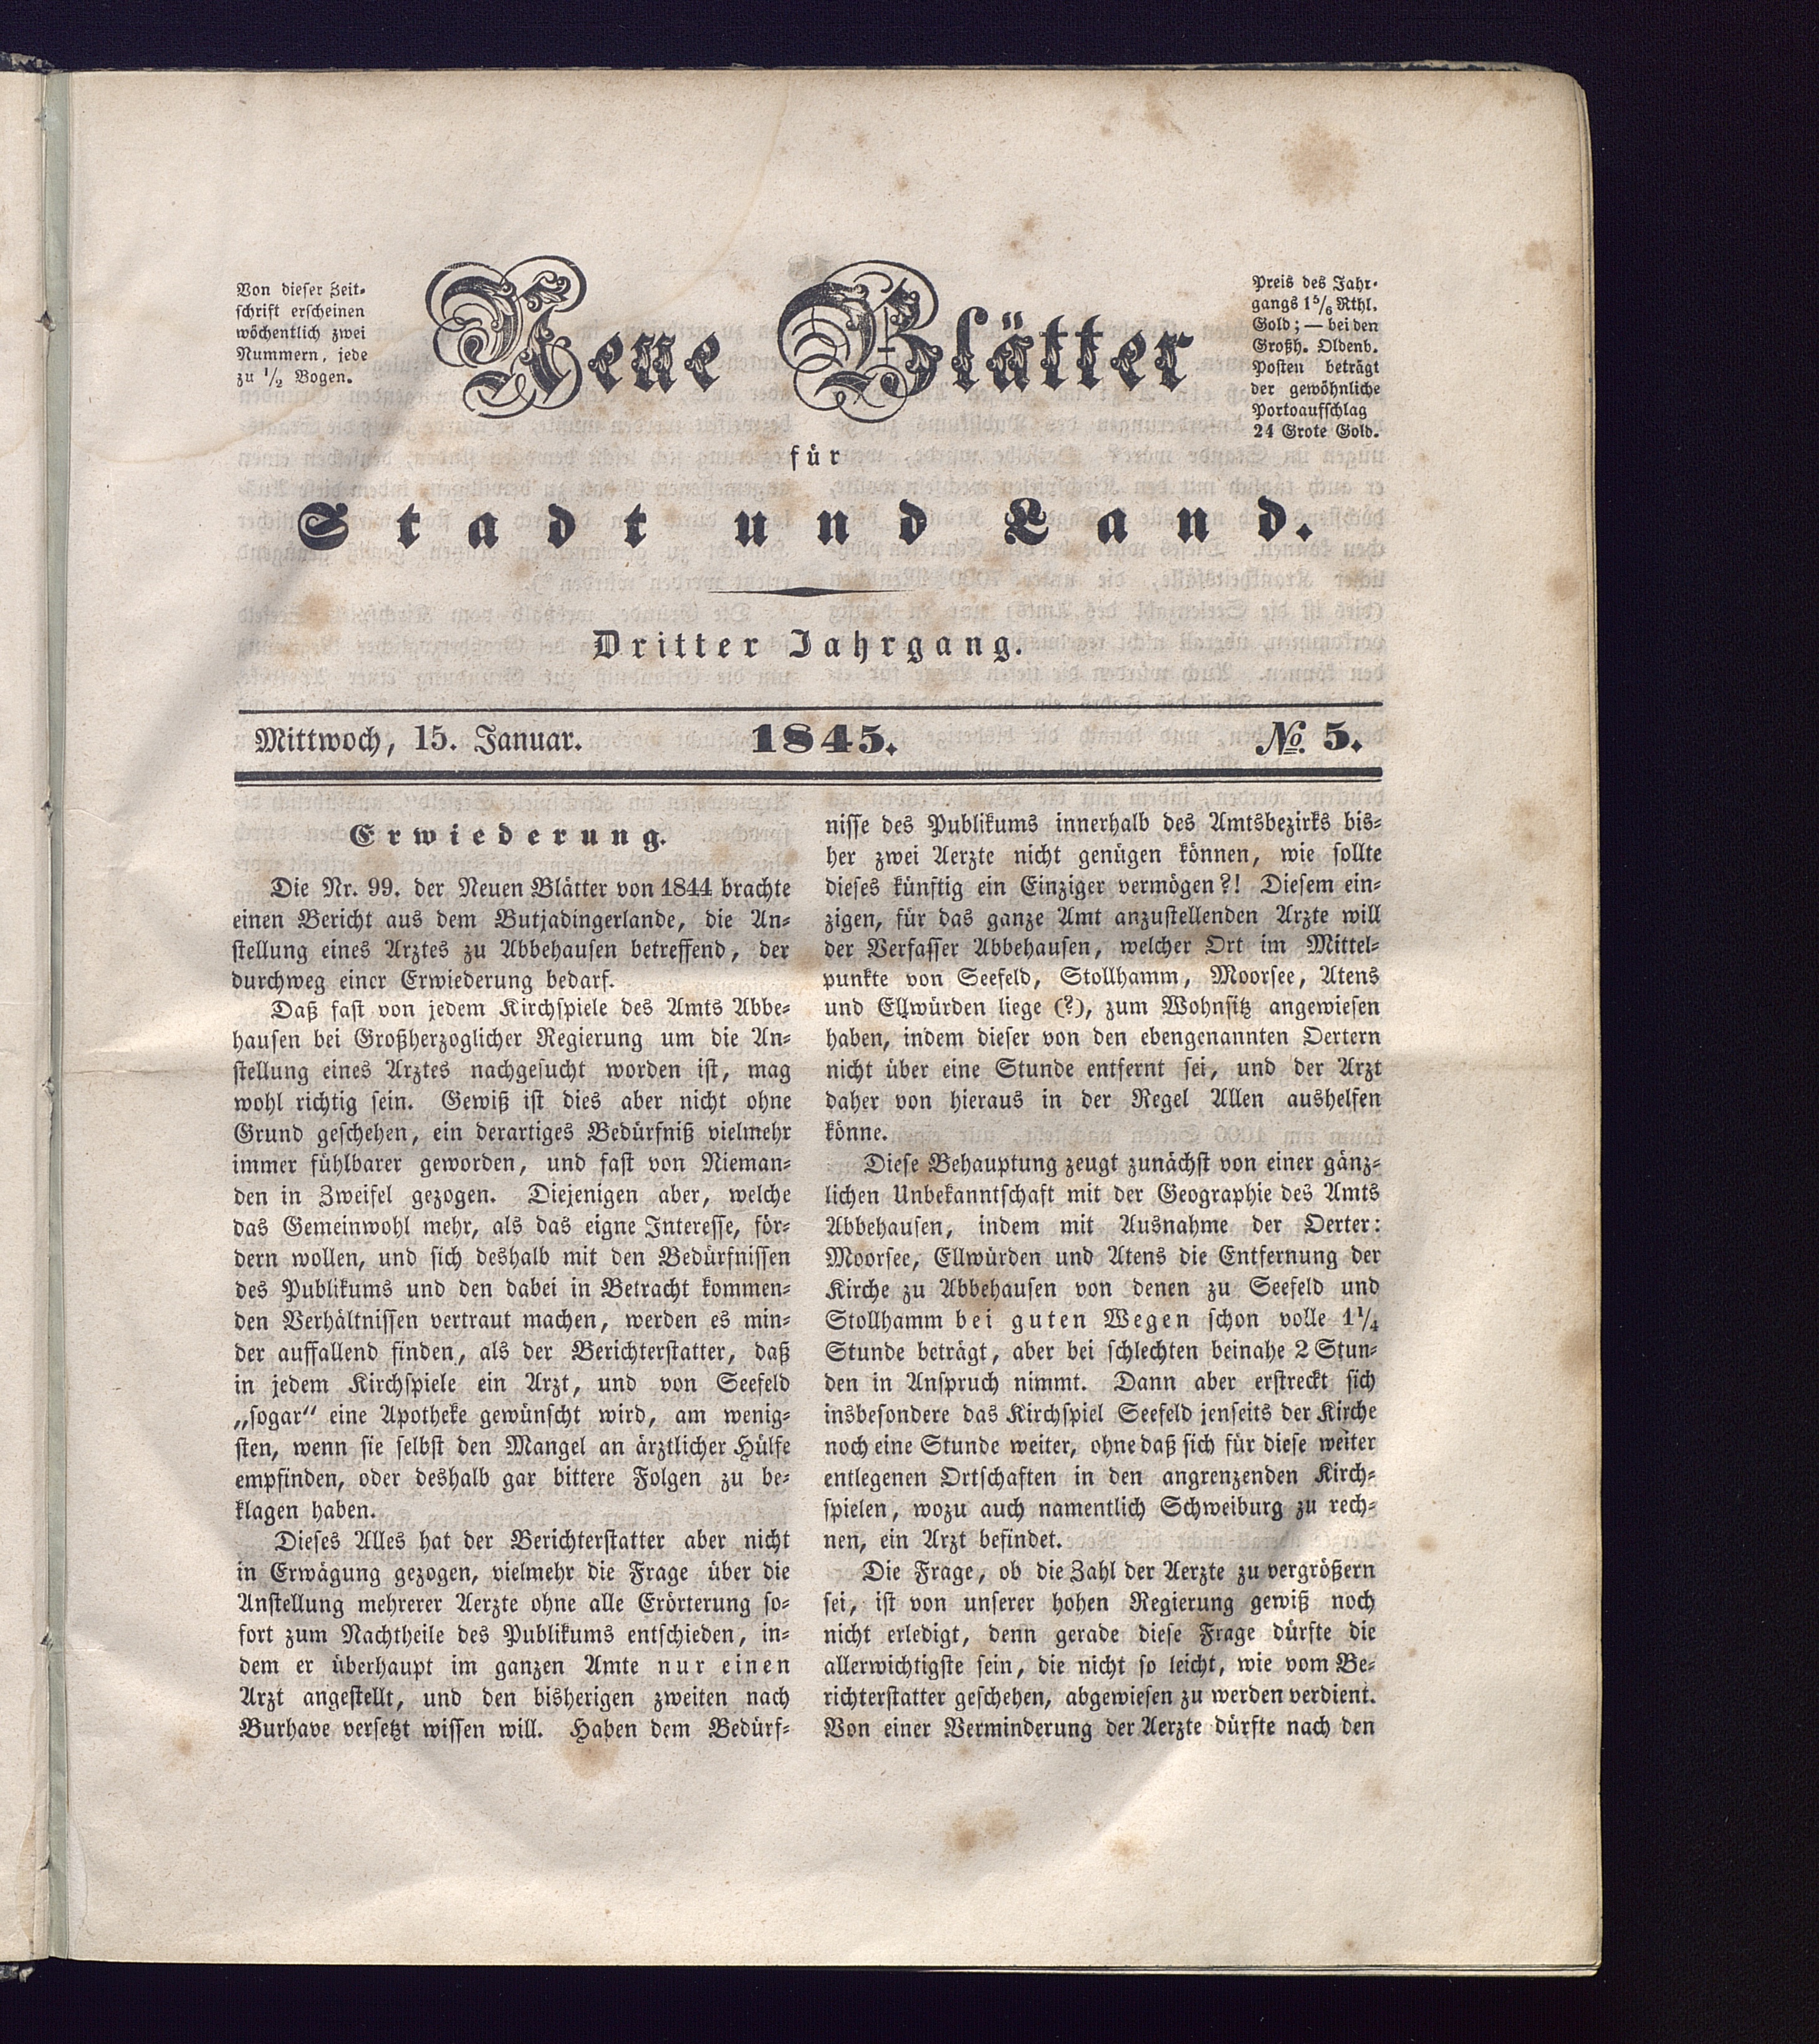 Von dieser Zeit-
schrift erscheinen
wöchentlich zwei
Nummern, jede
zu 1/2 Bogen.
Neue Blätter
für
Stadt und Land.
Preis des Jahr-
gangs 1 5/6 Rthl.
Gold; — bei den
Großh. Oldenb.
Posten beträgt
der gewöhnliche
Portoaufschlag
24 Grote Gold.
Dritter Jahrgang.
Mittwoch, 15. Januar. 1845. No. 5.
Erwiederung.
Die Nr. 99. der Neuen Blätter von 1844 brachte
einen Bericht aus dem Butjadingerlande, die An-
stellung eines Arztes zu Abbehausen betreffend, der
durchweg einer Erwiederung bedarf.
Daß fast von jedem Kirchspiele des Amts Abbe-
hausen bei Großherzoglicher Regierung um die An-
stellung eines Arztes nachgesucht worden ist, mag
wohl richtig sein. Gewiß ist dies aber nicht ohne
Grund geschehen, ein derartiges Bedürfniß vielmehr
immer fühlbarer geworden, und fast von Nieman-
den in Zweifel gezogen. Diejenigen aber, welche
das Gemeinwohl mehr, als das eigne Interesse, för-
dern wollen, und sich deshalb mit den Bedürfnissen
des Publikums und den dabei in Betracht kommen-
den Verhältnissen vertraut machen, werden es min-
der auffallend finden, als der Berichterstatter, daß
in jedem Kirchspiele ein Arzt, und von Seefeld
„sogar“ eine Apotheke gewünscht wird, am wenig-
sten, wenn sie selbst den Mangel an ärztlicher Hülfe
empfinden, oder deshalb gar bittere Folgen zu be-
klagen haben.
Dieses Alles hat der Berichterstatter aber nicht
in Erwägung gezogen, vielmehr die Frage über die
Anstellung mehrerer Aerzte ohne alle Erörterung so-
fort zum Nachtheile des Publikums entschieden, in-
dem er überhaupt im ganzen Amte nur einen
Arzt angestellt, und den bisherigen zweiten nach
Burhave versetzt wissen will. Haben dem Bedürf-
nisse des Publikums innerhalb des Amtsbezirks bis-
her zwei Aerzte nicht genügen können, wie sollte
dieses künftig ein Einziger vermögen?! Diesem ein-
zigen, für das ganze Amt anzustellenden Arzte will
der Verfasser Abbehausen, welcher Ort im Mittel-
punkte von Seefeld, Stollhamm, Moorsee, Atens
und Ellwürden liege (?), zum Wohnsitz angewiesen
haben, indem dieser von den ebengenannten Oertern
nicht über eine Stunde entfernt sei, und der Arzt
daher von hieraus in der Regel Allen aushelfen
könne.
Diese Behauptung zeugt zunächst von einer gänz-
lichen Unbekanntschaft mit der Geographie des Amts
Abbehausen, indem mit Ausnahme der Oerter:
Moorsee, Ellwürden und Atens die Entfernung der
Kirche zu Abbehausen von denen zu Seefeld und
Stollhamm bei guten Wegen schon volle 1 1/4
Stunde beträgt, aber bei schlechten beinahe 2 Stun-
den in Anspruch nimmt. Dann aber erstreckt sich
insbesondere das Kirchspiel Seefeld jenseits der Kirche
noch eine Stunde weiter, ohne daß sich für diese weiter
entlegenen Ortschaften in den angrenzenden Kirch-
spielen, wozu auch namentlich Schweiburg zu rech-
nen, ein Arzt befindet.
Die Frage, ob die Zahl der Aerzte zu vergrößern
sei, ist von unserer hohen Regierung gewiß noch
nicht erledigt, denn gerade diese Frage dürfte die
allerwichtigste sein, die nicht so leicht, wie vom Be-
richterstatter geschehen, abgewiesen zu werden verdient.
Von einer Verminderung der Aerzte dürfte nach den